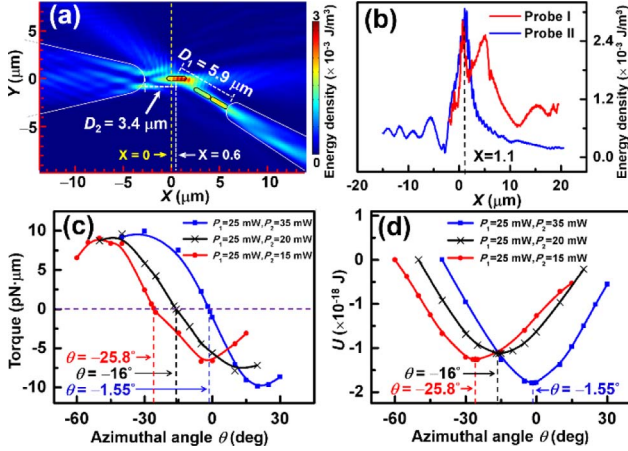 (a)
Y (μm)
5
0
−5
D₁ = 5.9 μm
D₂ = 3.4 μm
X = 0
X = 0.6
−10
−5
0
5
10
X (μm)
3
0
Energy density (× 10⁻³ J/m³)
(b)
Probe I
Probe II
X=1.1
−20
−10
0
10
20
X (μm)
3.0
2.4
1.2
0.0
Energy density (× 10⁻³ J/m³)
(c)
P₁=25 mW,P₂=35 mW
P₁=25 mW,P₂=20 mW
P₁=25 mW,P₂=15 mW
Torque (pN·μm)
10
5
0
-5
-10
θ = −25.8°
θ = −16°
θ = −1.55°
-60
-30
0
30
Azimuthal angle θ (deg)
(d)
P₁=25 mW,P₂=35 mW
P₁=25 mW,P₂=20 mW
P₁=25 mW,P₂=15 mW
U (×10⁻¹⁸ J)
0
-1
-1
-2
θ = −16°
θ = −25.8°
θ = −1.55°
-60
-30
0
30
Azimuthal angle θ (deg)